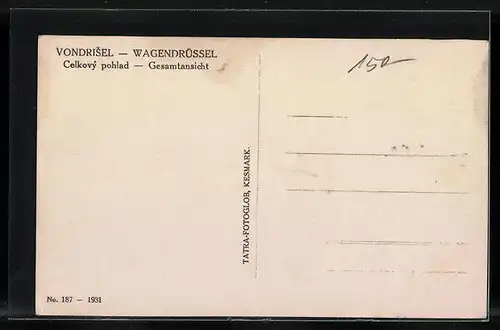 VONDRIŠEL — WAGENDRÜSSEL
Celkový pohlad — Gesamtansicht
150
TATRA-FOTOGLOB, KESMARK.
No. 187 – 1931